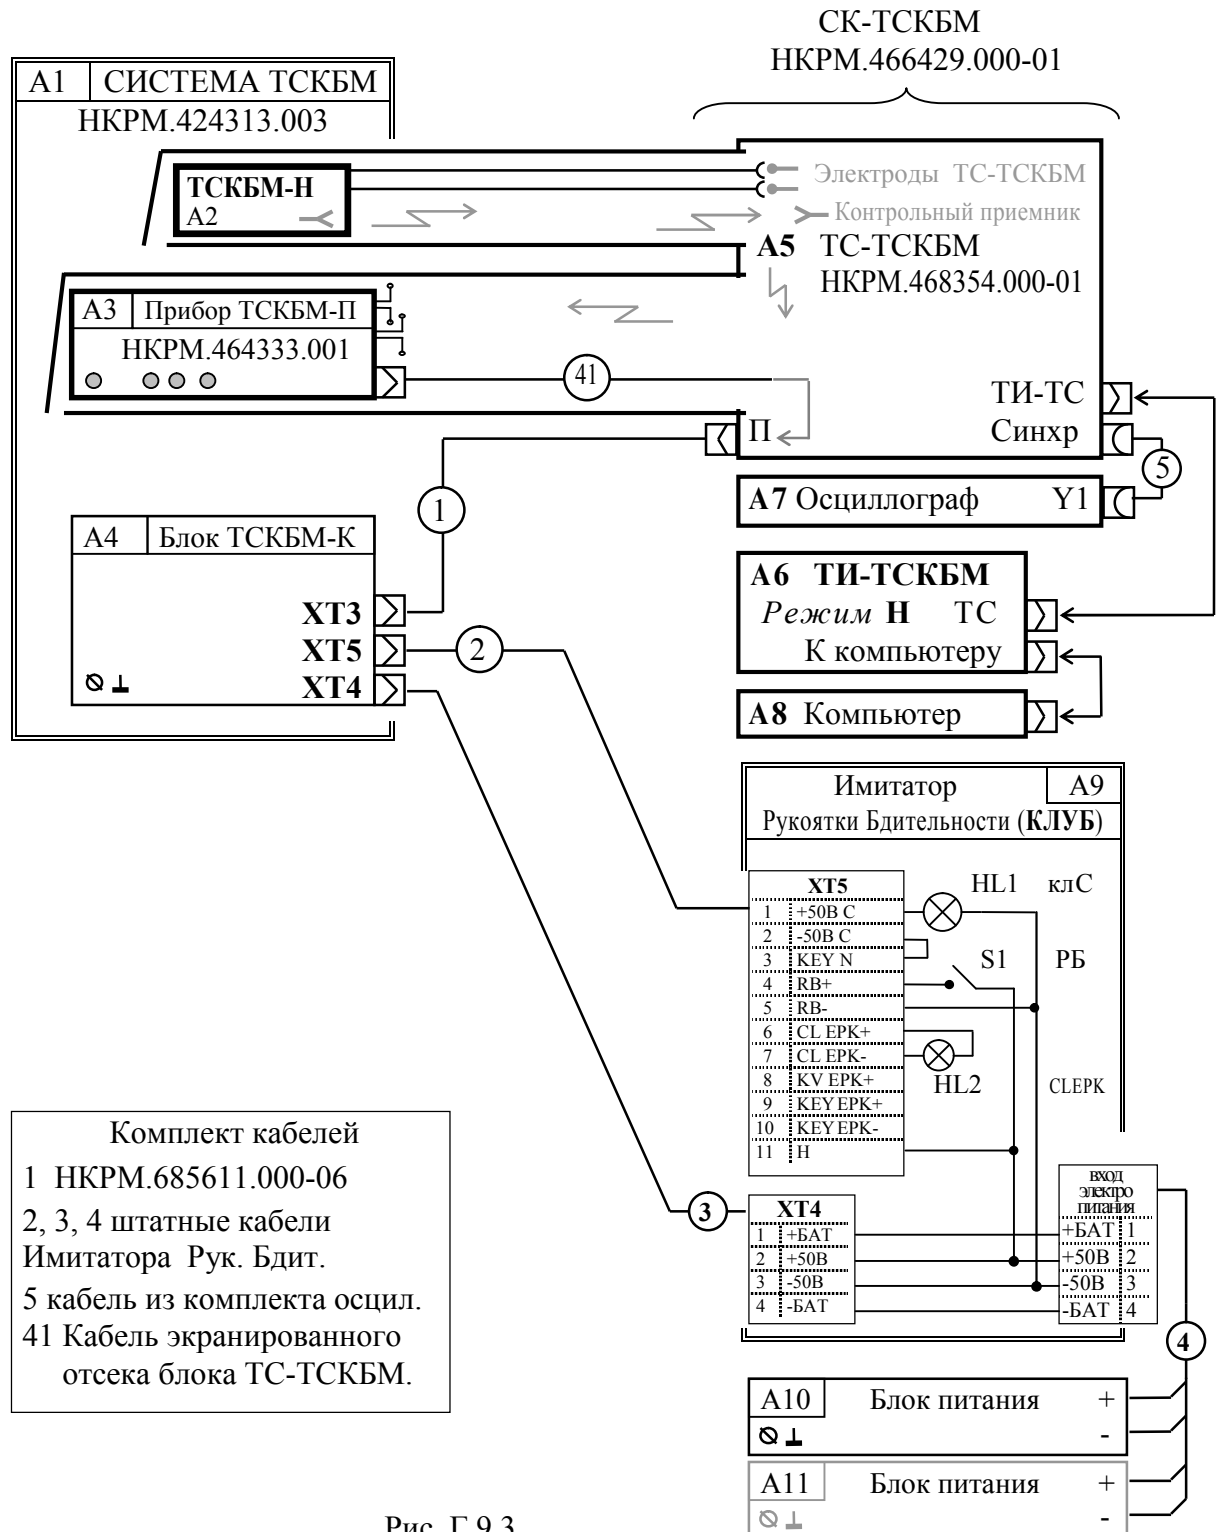 СК-ТСКБМ
НКРМ.466429.000-01
А1 СИСТЕМА ТСКБМ
НКРМ.424313.003
ТСКБМ-Н
А2
Электроды ТС-ТСКБМ
Контрольный приемник
А5 ТС-ТСКБМ
НКРМ.468354.000-01
А3 Прибор ТСКБМ-П
НКРМ.464333.001
41
ТИ-ТС
П
Синхр
5
А7 Осциллограф Y1
1
А4 Блок ТСКБМ-К
ХТ3
ХТ5
ХТ4
2
А6 ТИ-ТСКБМ
Режим Н ТС
К компьютеру
А8 Компьютер
Имитатор А9
Рукоятки Бдительности (КЛУБ)
ХТ5
1 +50В С
2 -50В С
3 KEY N
4 RB+
5 RB-
6 CL EPK+
7 CL EPK-
8 KV EPK+
9 KEY EPK+
10 KEY EPK-
11 Н
HL1 клС
S1 РБ
HL2 CLEPK
3
ХТ4
1 +БАТ
2 +50В
3 -50В
4 -БАТ
вход
электро
питания
+БАТ 1
+50В 2
-50В 3
-БАТ 4
4
Комплект кабелей
1 НКРМ.685611.000-06
2, 3, 4 штатные кабели
Имитатора Рук. Бдит.
5 кабель из комплекта осцил.
41 Кабель экранированного
отсека блока ТС-ТСКБМ.
А10 Блок питания +
-
А11 Блок питания +
-
Рис. Г.9.3